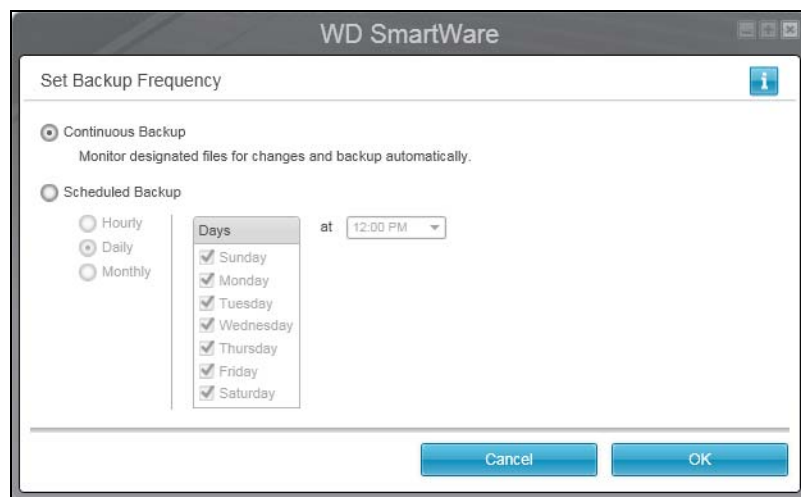 WD SmartWare
Set Backup Frequency
i
Continuous Backup
Monitor designated files for changes and backup automatically.
Scheduled Backup
Hourly
Daily
Monthly
Days
Sunday
Monday
Tuesday
Wednesday
Thursday
Friday
Saturday
at 12:00 PM
Cancel OK